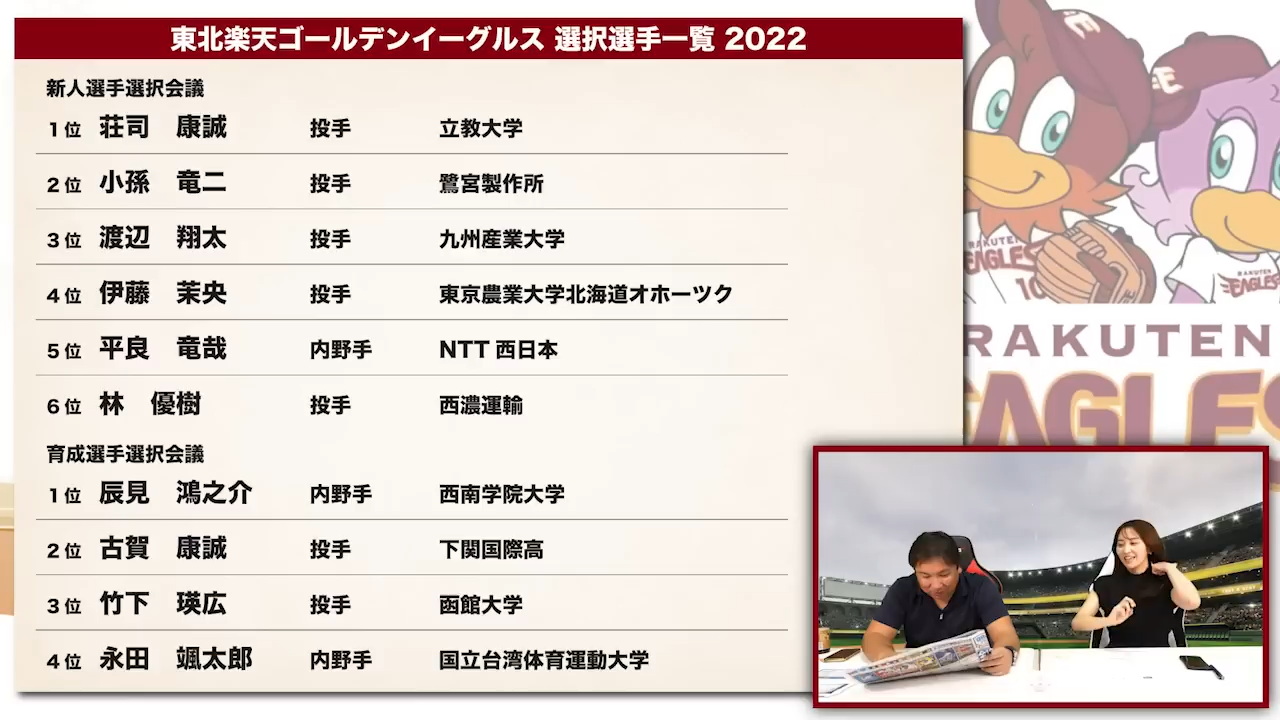 東北楽天ゴールデンイーグルス 選択選手一覧 2022
新人選手選択会議
1位 荘司 康誠 投手 立教大学
2位 小孫 竜二 投手 鷺宮製作所
3位 渡辺 翔太 投手 九州産業大学
4位 伊藤 茉央 投手 東京農業大学北海道オホーツク
5位 平良 竜哉 内野手 NTT西日本
6位 林 優樹 投手 西濃運輸
育成選手選択会議
1位 辰見 鴻之介 内野手 西南学院大学
2位 古賀 康誠 投手 下関国際高
3位 竹下 瑛広 投手 函館大学
4位 永田 颯太郎 内野手 国立台湾体育運動大学
E
E
RAKUTEN
EAGLES
10
RAKUTEN
EAGLES
RAKUTEN
EAGLES